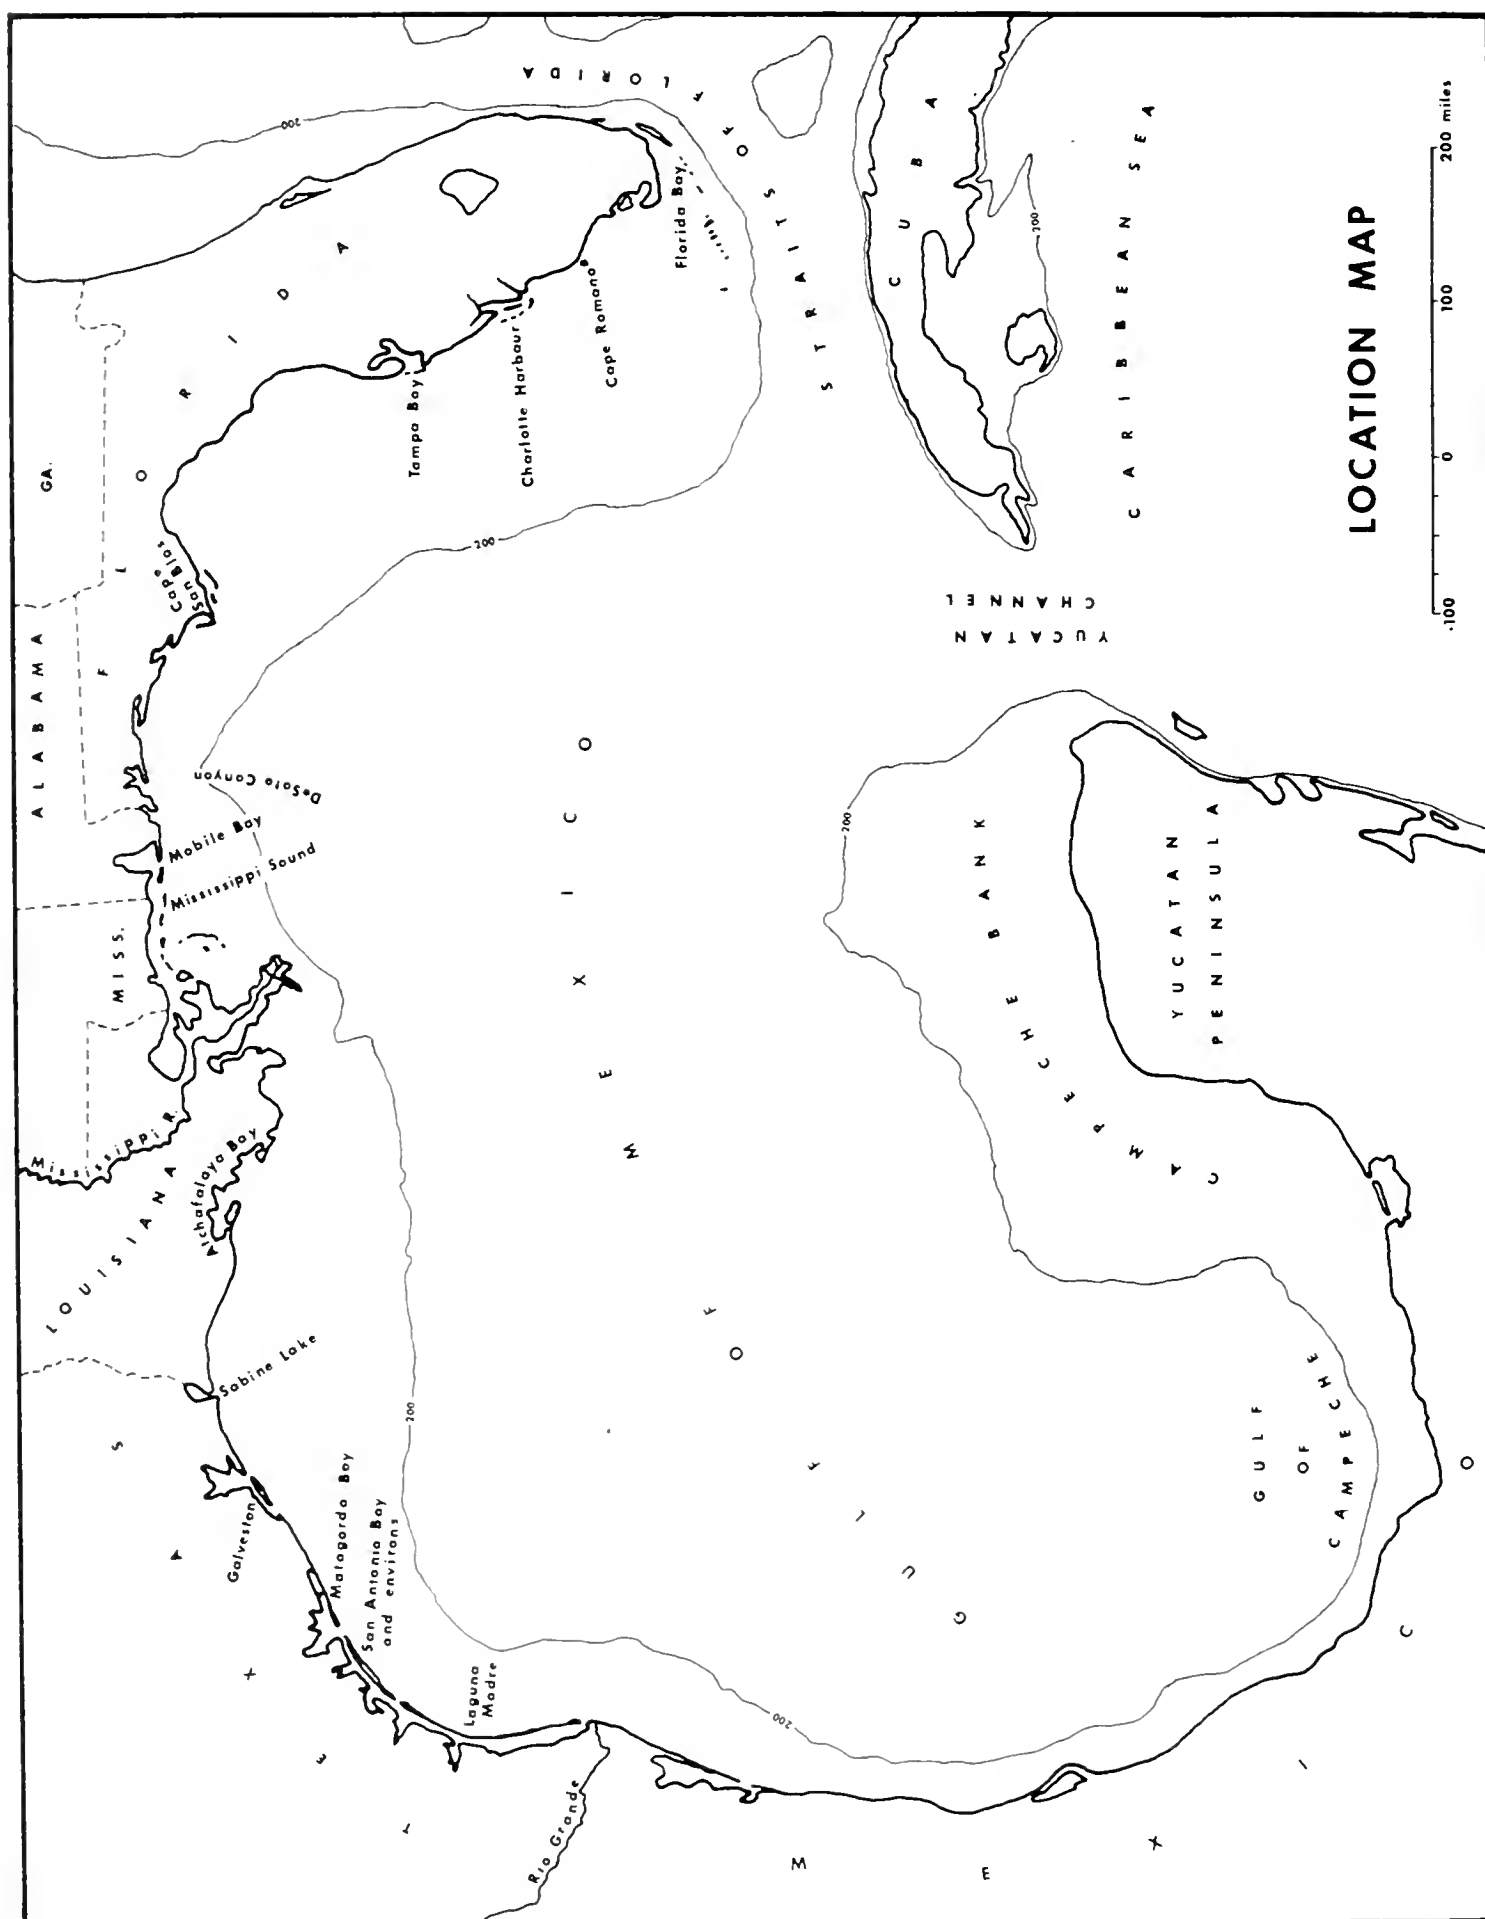 GA.
ALABAMA
MISS.
LOUISIANA
TEXAS
FLORIDA
FL
Mississippi R.
Cape
San Blas
DeSoto Canyon
Mobile Bay
Mississippi Sound
Atchafalaya Bay
Sabine Lake
Galveston
Matagorda Bay
San Antonio Bay
and environs
Laguna
Madre
Rio Grande
Tampa Bay
Charlotte Harbour
Cape Romano
Florida Bay
STRAITS OF FLORIDA
CUBA
CUBA
CARIBBEAN SEA
YUCATAN
CHANNEL
GULF OF MEXICO
CAMPECHE BANK
YUCATAN
PENINSULA
GULF
OF
CAMPECHE
MEXICO
200
200
200
200
200
200
LOCATION MAP
100 0 100 200 miles